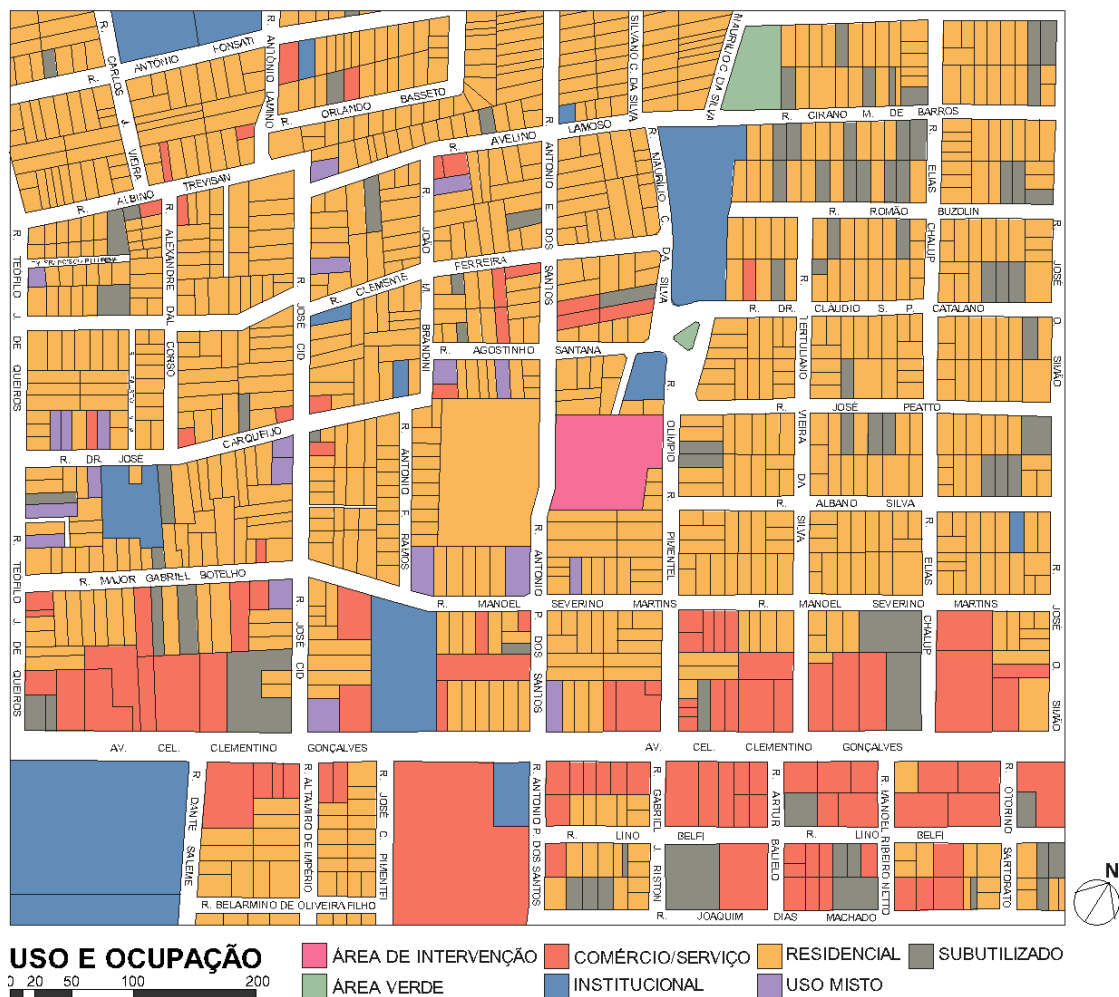 R. ANTÔNIO FONSATI
R. CARLOS J. VIEIRA
R. ANTÔNIO LAMINO
R. ORLANDO BASSETO
SILVANO C. DA SILVA
MAURILIO C. DA SILVA
R. AVELINO LAMOSO
R. CIRANO M. DE BARROS
R. ALBINO TREVISAN
R. ANTONIO E. DOS SANTOS
R. MAURÍLIO C. DA SILVA
R. ELIAS CHALUP
R. ROMÃO BUZOLIN
R. TEÓFILO J. DE QUEIROS
R. ALEXANDRE DAL CORSO
R. JOÃO M. BRANDINI
R. CLEMENTE FERREIRA
R. JOSÉ CID
R. JOSÉ O. SIMÃO
R. DR. CLÁUDIO S. P. CATALANO
R. TERTULIANO VIEIRA DA SILVA
R. AGOSTINHO SANTANA
R. JOSÉ PEATTO
R. DR. JOSÉ CARQUEIJO
R. ANTONIO F. RAMOS
R. OLIMPIO PIMENTEL
R. ALBANO SILVA
R. TEÓFILO J. DE QUEIROS
R. MAJOR GABRIEL BOTELHO
R. JOSÉ CID
R. ANTONIO P. DOS SANTOS
R. MANOEL SEVERINO MARTINS
R. MANOEL SEVERINO MARTINS
R. ELIAS CHALUP
R. JOSÉ O. SIMÃO
AV. CEL. CLEMENTINO GONÇALVES
AV. CEL. CLEMENTINO GONÇALVES
R. DANTE SALEME
R. ALTAMIRO DE IMPÉRIO
R. JOSÉ C. PIMENTEL
R. ANTONIO P. DOS SANTOS
R. GABRIEL J. RISTON
R. ARTUR BALIELO
R. MANOEL RIBEIRO NETTO
R. OTORINO SARTORATO
R. LINO BELFI
R. LINO BELFI
R. BELARMINO DE OLIVEIRA FILHO
R. JOAQUIM DIAS MACHADO
N
USO E OCUPAÇÃO
0 20 50 100 200
ÁREA DE INTERVENÇÃO
COMÉRCIO/SERVIÇO
RESIDENCIAL
SUBUTILIZADO
ÁREA VERDE
INSTITUCIONAL
USO MISTO